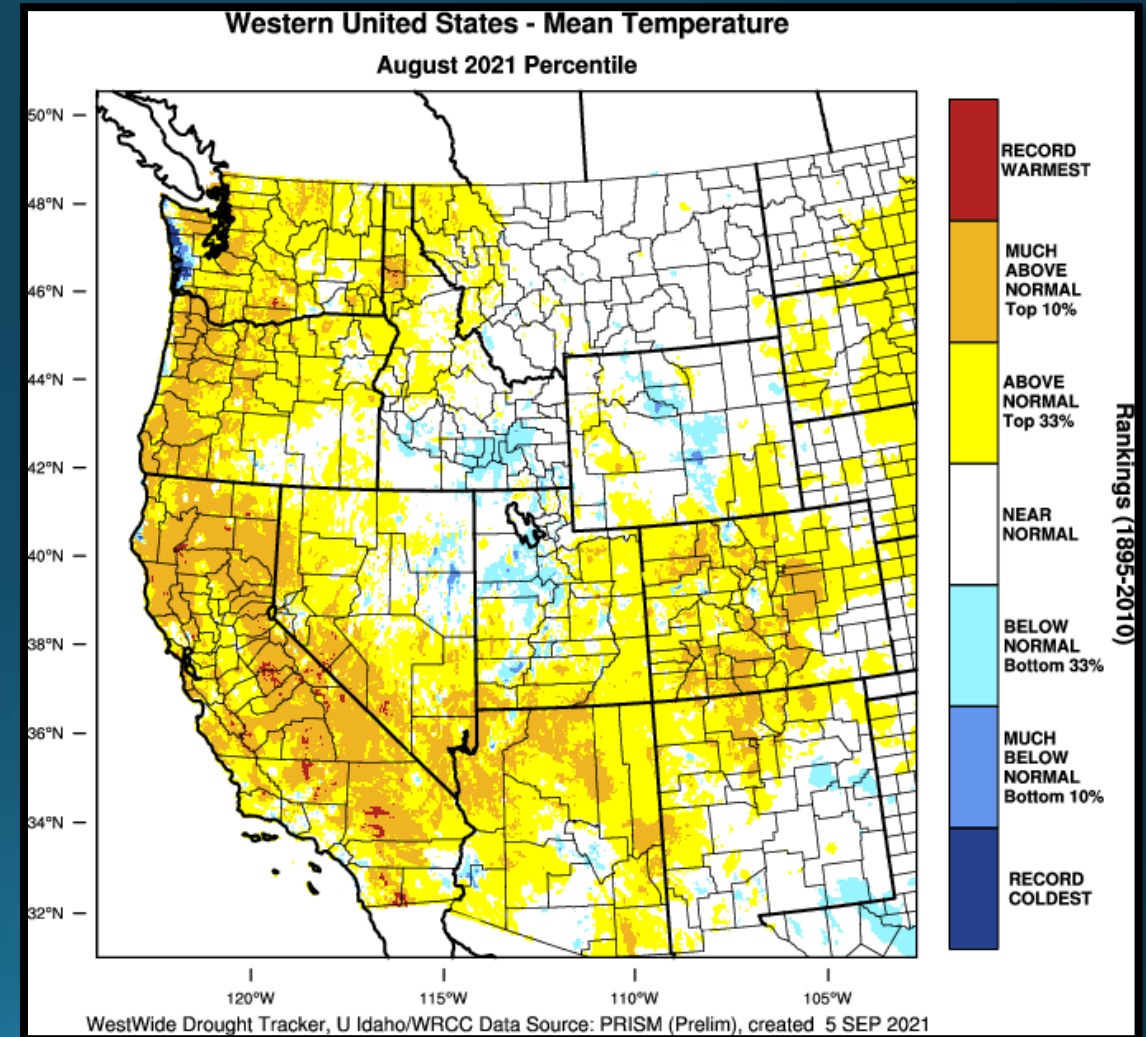 Western United States - Mean Temperature
August 2021 Percentile
50°N
48°N
46°N
44°N
42°N
40°N
38°N
36°N
34°N
32°N
120°W
115°W
110°W
105°W
RECORD
WARMEST
MUCH
ABOVE
NORMAL
Top 10%
ABOVE
NORMAL
Top 33%
NEAR
NORMAL
BELOW
NORMAL
Bottom 33%
MUCH
BELOW
NORMAL
Bottom 10%
RECORD
COLDEST
Rankings (1895-2010)
WestWide Drought Tracker, U Idaho/WRCC Data Source: PRISM (Prelim), created 5 SEP 2021